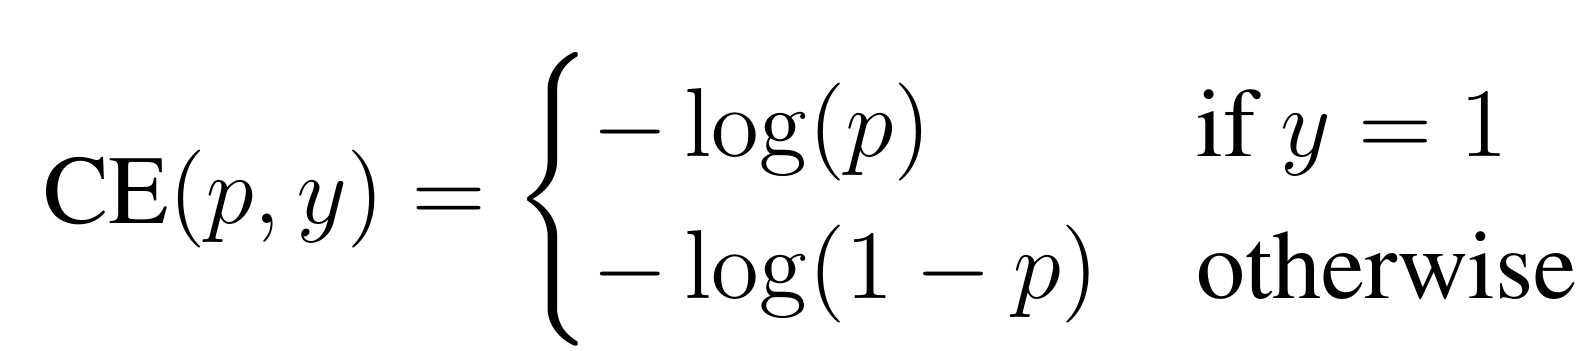 CE(p, y) = { − log(p) if y = 1
− log(1 − p) otherwise